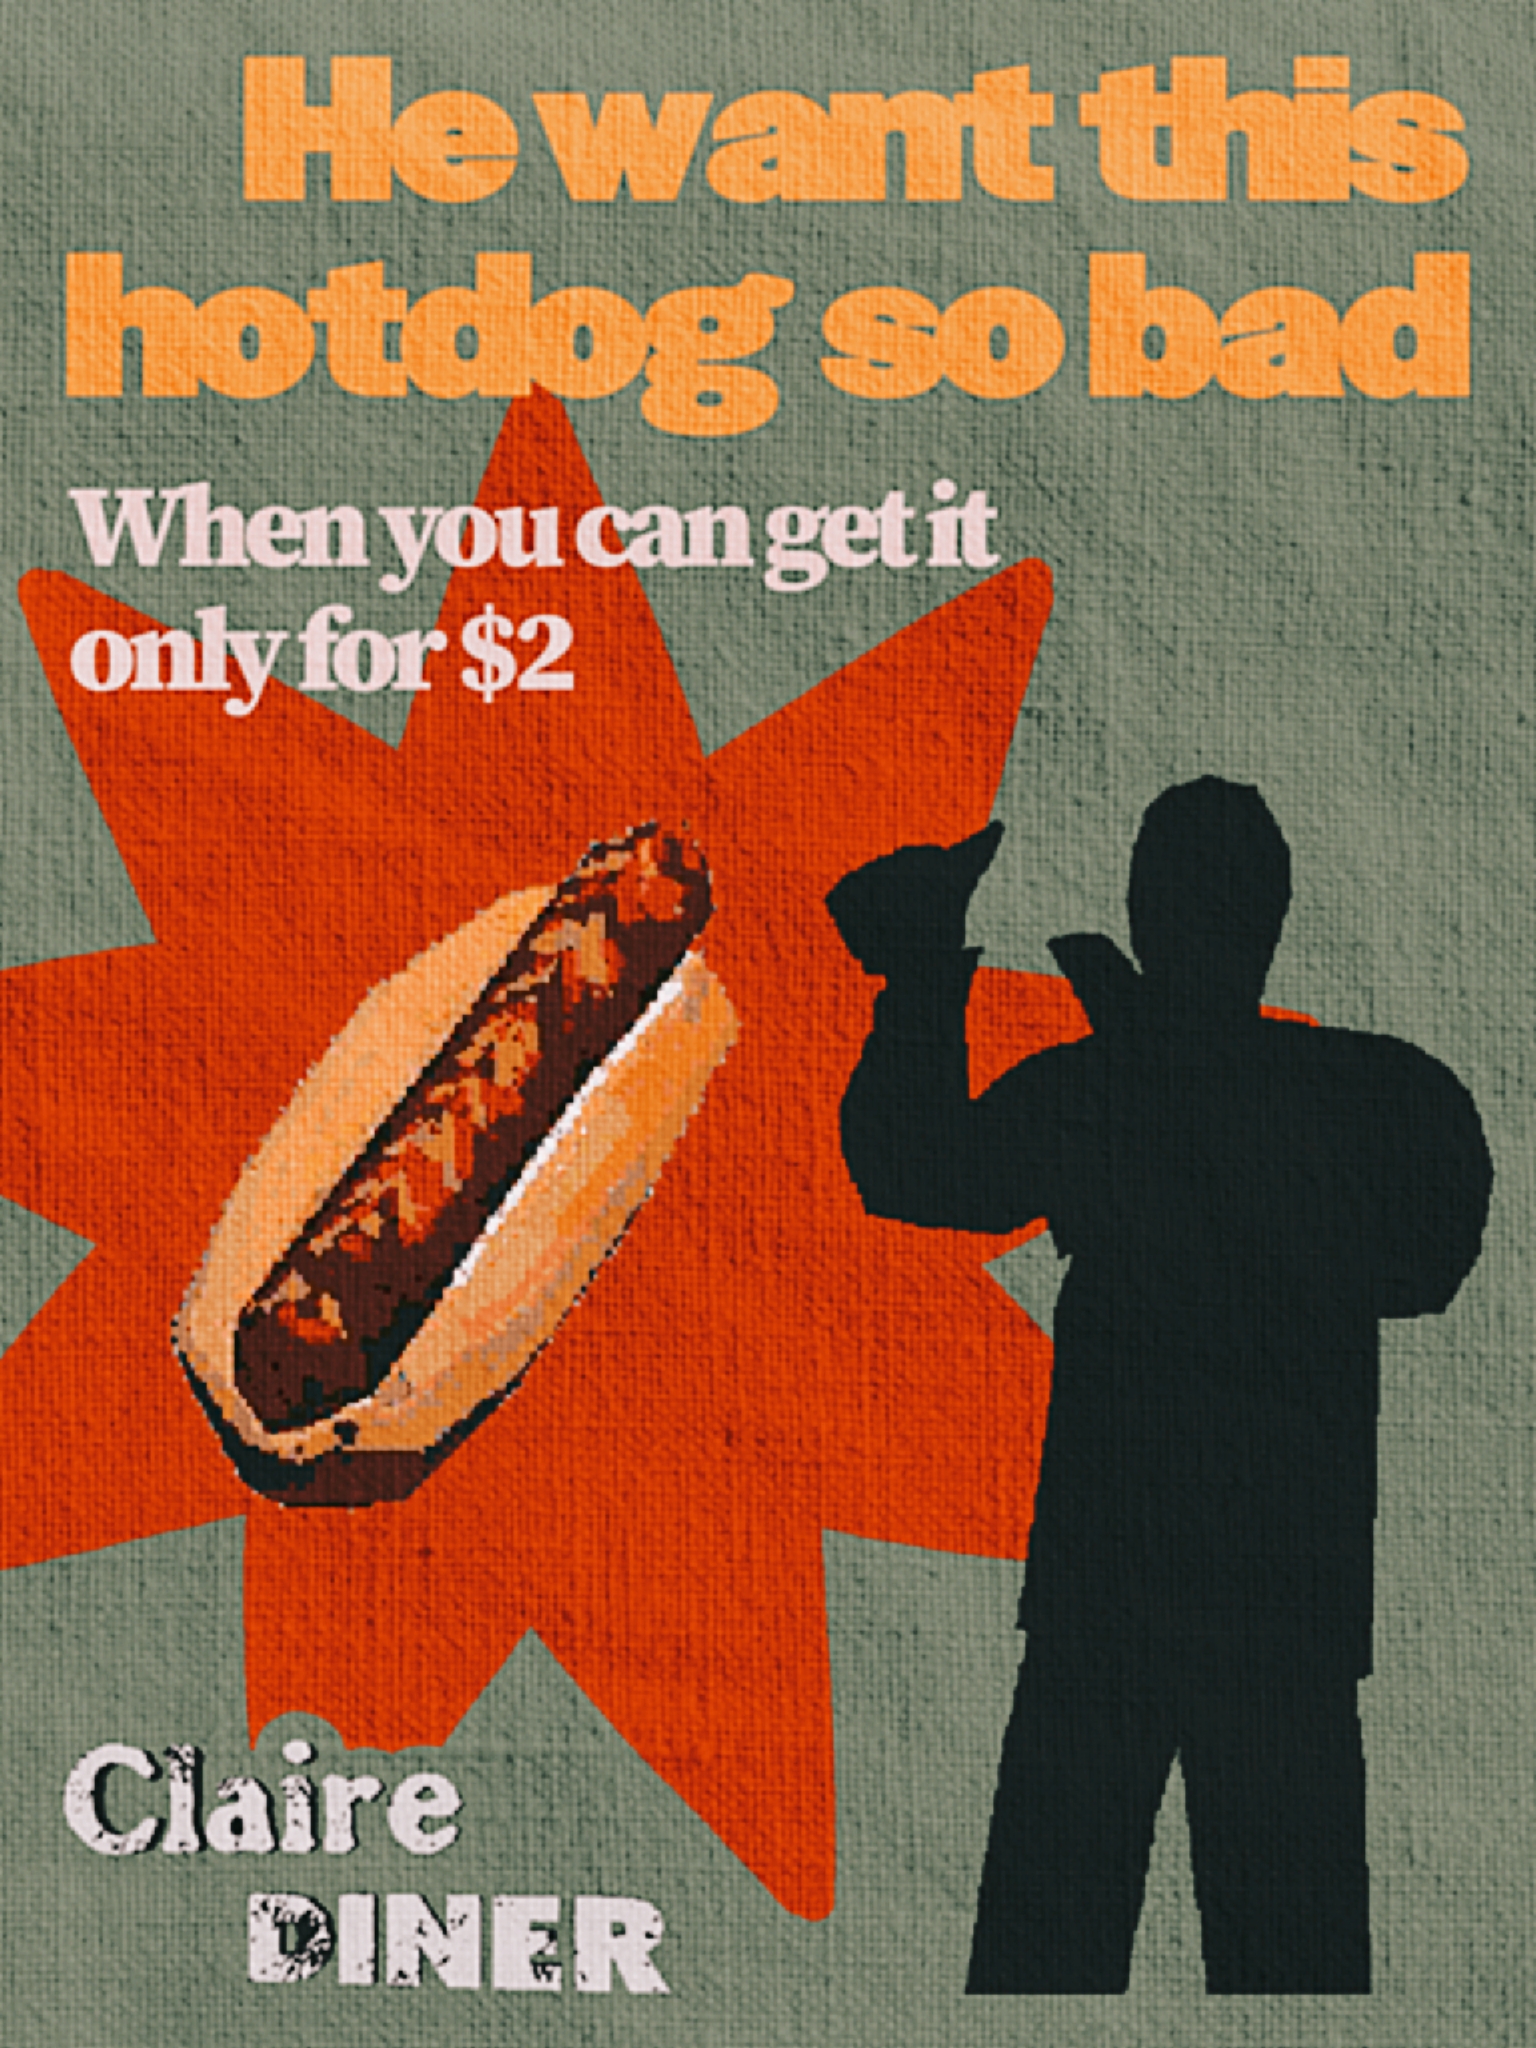 He want this
hotdog so bad
When you can get it
only for $2
Claire
DINER